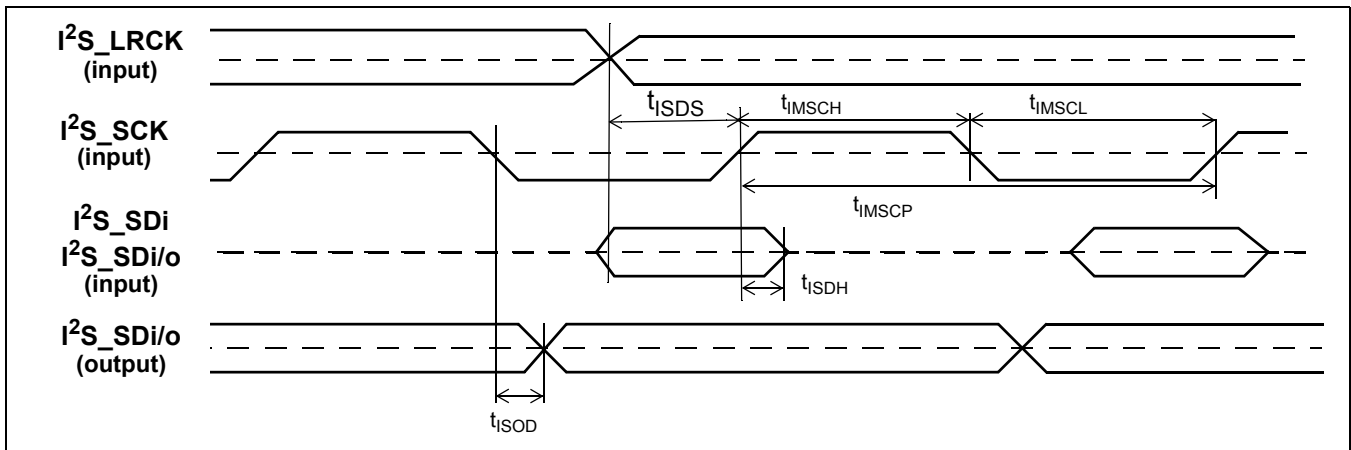 I²S_LRCK
(input)
tISDS
tIMSCH
tIMSCL
I²S_SCK
(input)
tIMSCP
I²S_SDi
I²S_SDi/o
(input)
tISDH
I²S_SDi/o
(output)
tISOD